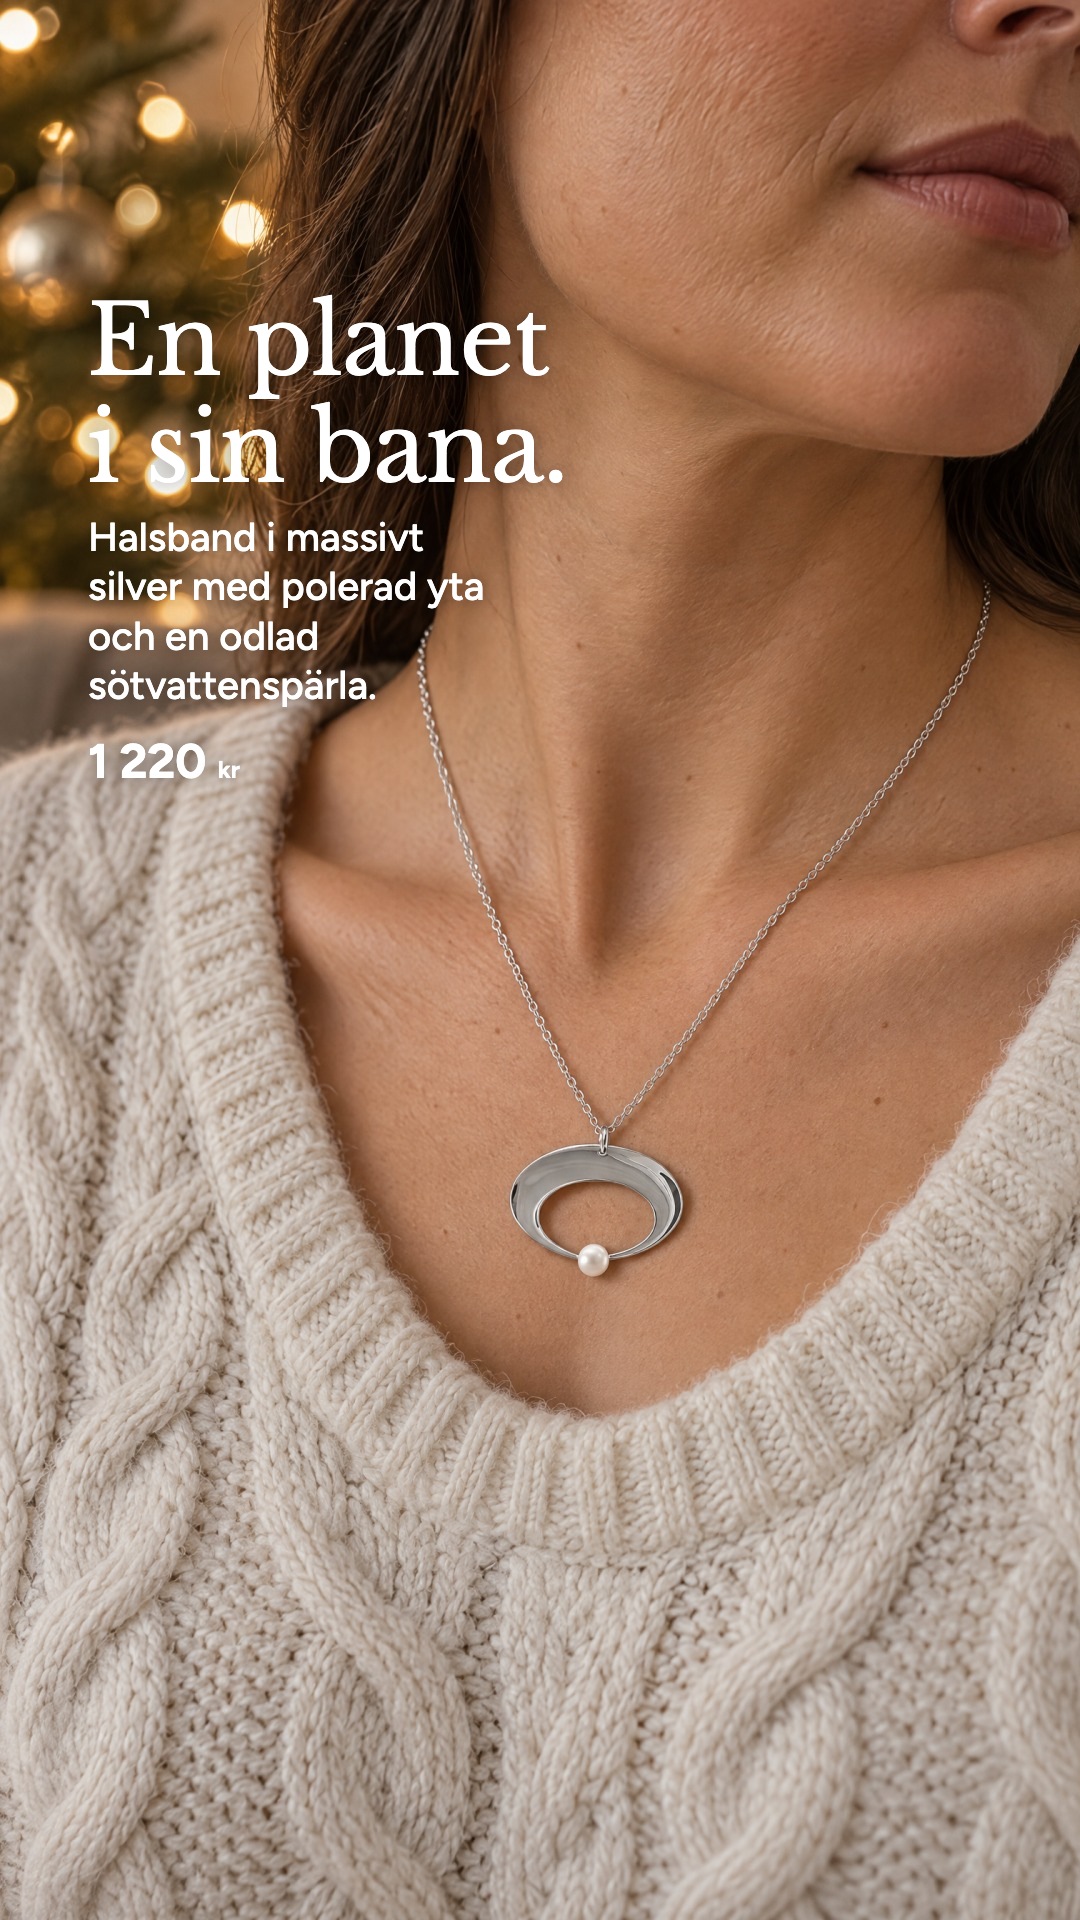 En planet
i sin bana.
Halsband i massivt
silver med polerad yta
och en odlad
sötvattenspärla.
1 220 kr